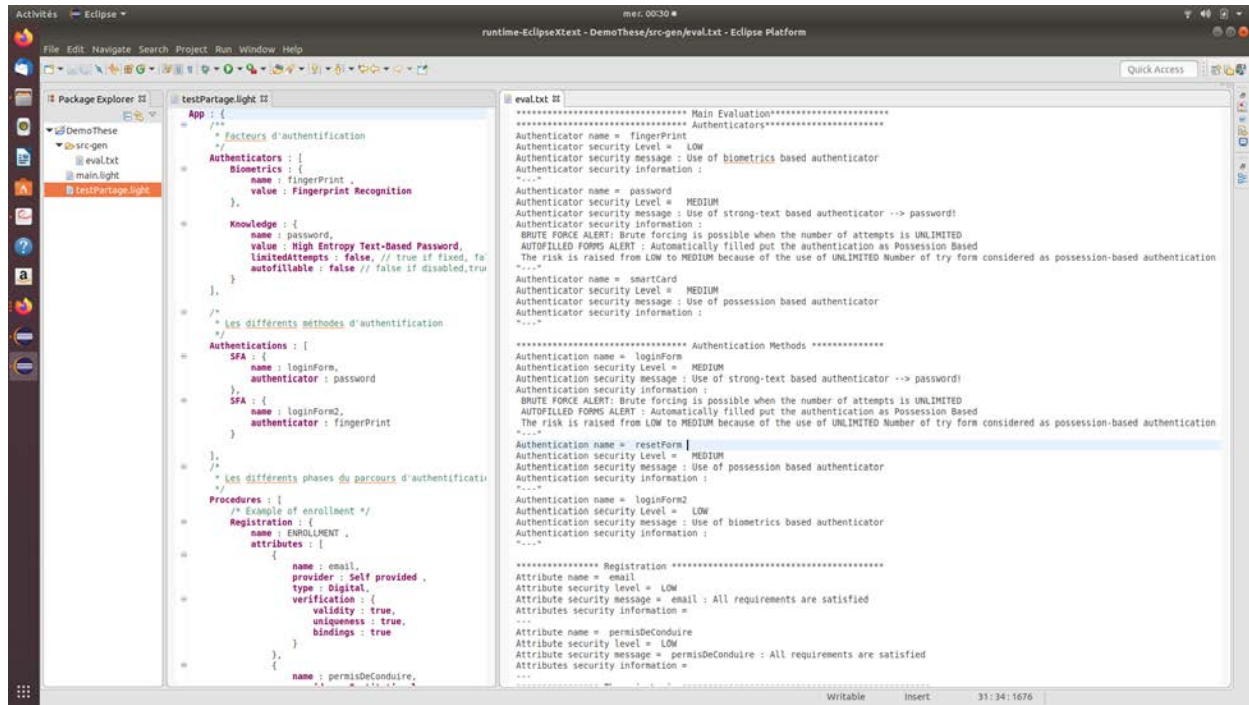 Activités
Eclipse
mer. 00:30
runtime-EclipseXtext - DemoThese/src-gen/eval.txt - Eclipse Platform
File Edit Navigate Search Project Run Window Help
Quick Access
Package Explorer
DemoThese
src-gen
eval.txt
main.light
testPartage.light
testPartage.light
App : {
/**
* Facteurs d'authentification
*/
Authenticators : [
Biometrics : {
name : fingerPrint ,
value : Fingerprint Recognition
},
Knowledge : {
name : password,
value : High Entropy Text-Based Password,
limitedAttempts : false, // true if fixed, fa
autofillable : false // false if disabled,tru
}
],
/*
* Les différents méthodes d'authentification
*/
Authentications : [
SFA : {
name : loginForm,
authenticator : password
},
SFA : {
name : loginForm2,
authenticator : fingerPrint
}
],
/*
* Les différents phases du parcours d'authentificati
*/
Procedures : [
/* Example of enrollment */
Registration : {
name : ENROLLMENT ,
attributes : [
{
name : email,
provider : Self provided ,
type : Digital,
verification : {
validity : true,
uniqueness : true,
bindings : true
}
},
{
name : permisDeConduire,
eval.txt
******************************** Main Evaluation**********************
******************************** Authenticators**********************
Authenticator name = fingerPrint
Authenticator security Level = LOW
Authenticator security message : Use of biometrics based authenticator
Authenticator security information :
"---"
Authenticator name = password
Authenticator security Level = MEDIUM
Authenticator security message : Use of strong-text based authenticator --> password!
Authenticator security information :
BRUTE FORCE ALERT: Brute forcing is possible when the number of attempts is UNLIMITED
AUTOFILLED FORMS ALERT : Automatically filled put the authentication as Possession Based
The risk is raised from LOW to MEDIUM because of the use of UNLIMITED Number of try form considered as possession-based authentication
"---"
Authenticator name = smartCard
Authenticator security Level = MEDIUM
Authenticator security message : Use of possession based authenticator
Authenticator security information :
"---"
******************************** Authentication Methods **************
Authentication name = loginForm
Authentication security Level = MEDIUM
Authentication security message : Use of strong-text based authenticator --> password!
Authentication security information :
BRUTE FORCE ALERT: Brute forcing is possible when the number of attempts is UNLIMITED
AUTOFILLED FORMS ALERT : Automatically filled put the authentication as Possession Based
The risk is raised from LOW to MEDIUM because of the use of UNLIMITED Number of try form considered as possession-based authentication
"---"
Authentication name = resetForm
Authentication security Level = MEDIUM
Authentication security message : Use of possession based authenticator
Authentication security information :
"---"
Authentication name = loginForm2
Authentication security Level = LOW
Authentication security message : Use of biometrics based authenticator
Authentication security information :
"---"
**************** Registration ****************************************
Attribute name = email
Attribute security level = LOW
Attribute security message = email : All requirements are satisfied
Attributes security information =
---
Attribute name = permisDeConduire
Attribute security level = LOW
Attribute security message = permisDeConduire : All requirements are satisfied
Attributes security information =
---
Writable
Insert
31:34:1676